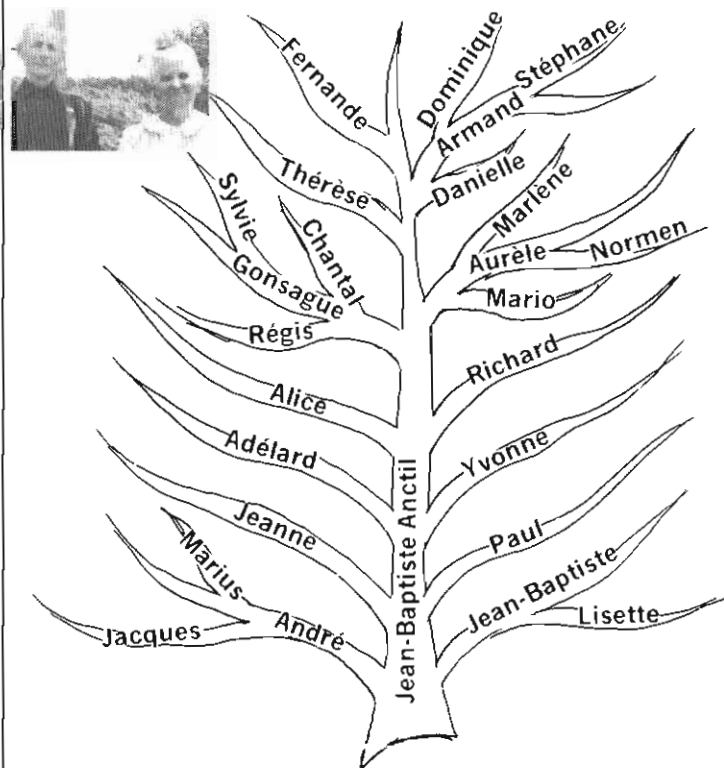 Fernande
Dominique
Stéphane
Armand
Thérèse
Danielle
Sylvie
Marlène
Chantal
Gonsague
Aurèle
Normen
Mario
Régis
Richard
Alice
Adélard
Yvonne
Jean-Baptiste Anctil
Jeanne
Paul
Marius
Jean-Baptiste
Jacques
André
Lisette